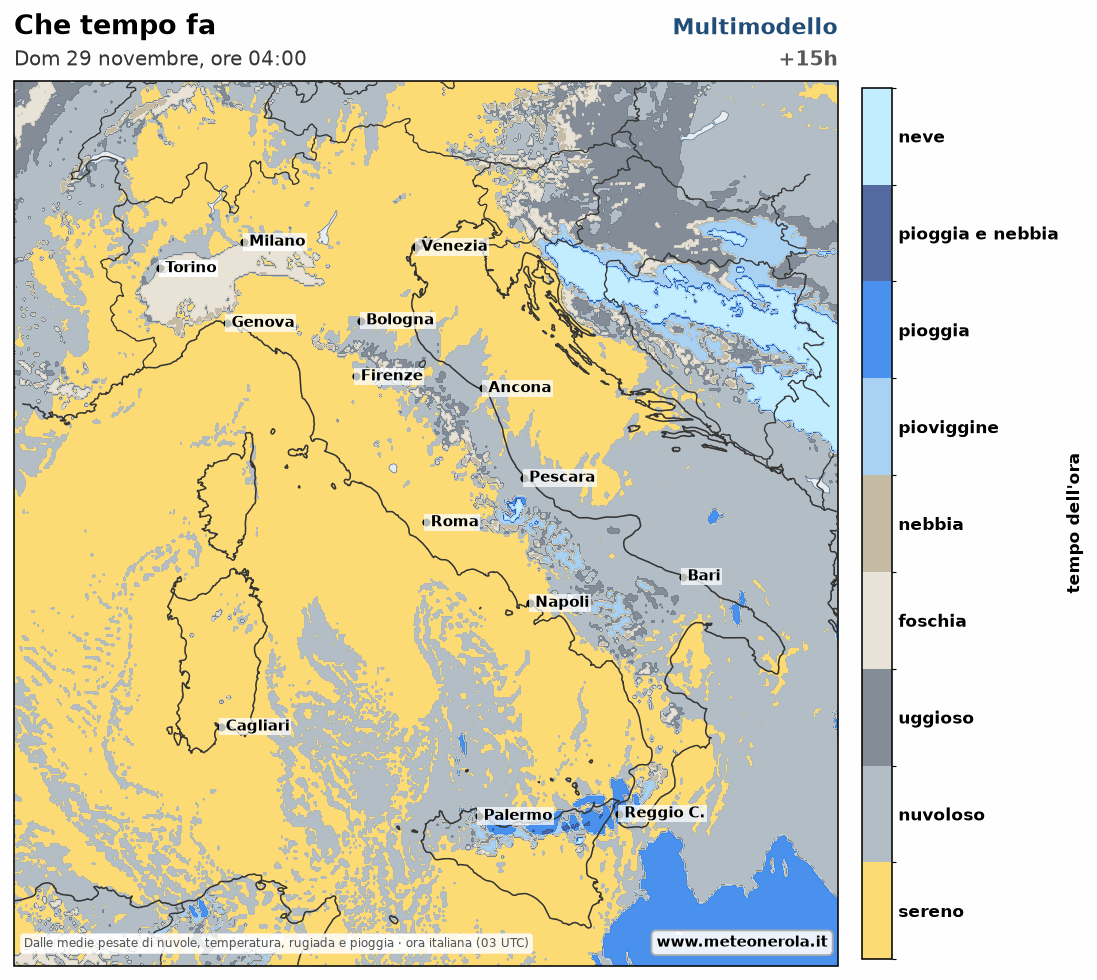 Che tempo fa
Multimodello
Dom 29 novembre, ore 04:00
+15h
Milano
Venezia
Torino
Genova
Bologna
Firenze
Ancona
Pescara
Roma
Bari
Napoli
Cagliari
Palermo
Reggio C.
Dalle medie pesate di nuvole, temperatura, rugiada e pioggia · ora italiana (03 UTC)
www.meteonerola.it
neve
pioggia e nebbia
pioggia
pioviggine
nebbia
foschia
uggioso
nuvoloso
sereno
tempo dell'ora